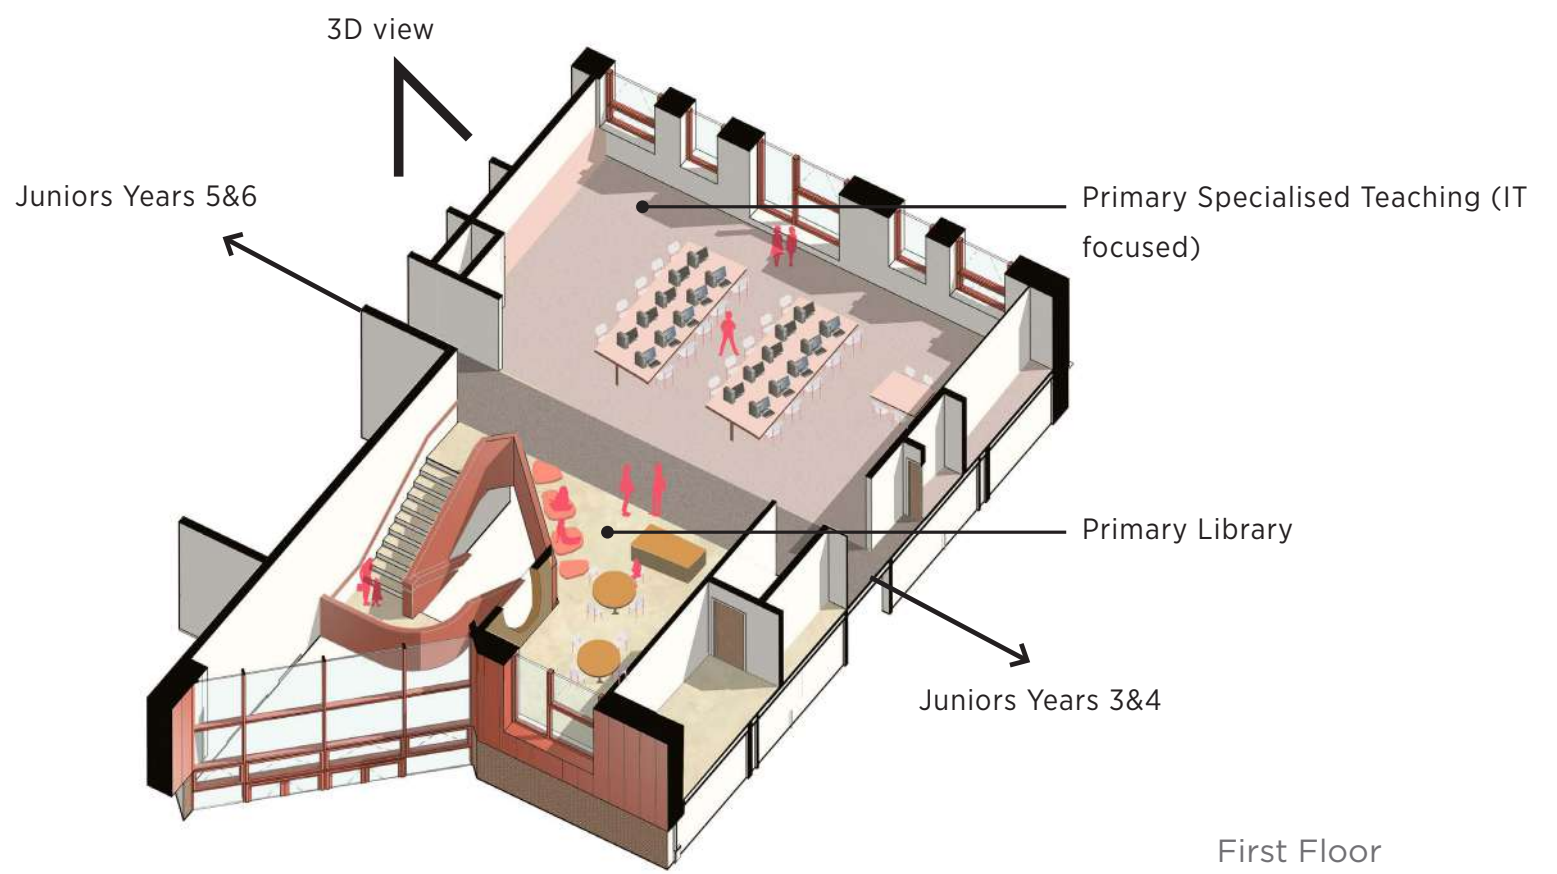 3D view
Juniors Years 5&6
Primary Specialised Teaching (IT
focused)
Primary Library
Juniors Years 3&4
First Floor